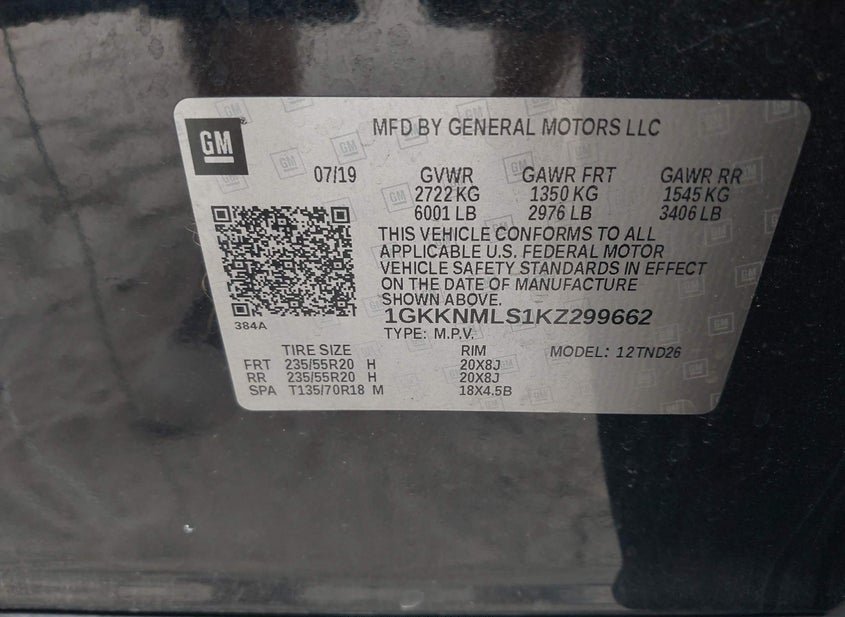 GM
MFD BY GENERAL MOTORS LLC
07/19 GVWR GAWR FRT GAWR RR
2722 KG 1350 KG 1545 KG
6001 LB 2976 LB 3406 LB
THIS VEHICLE CONFORMS TO ALL
APPLICABLE U.S. FEDERAL MOTOR
VEHICLE SAFETY STANDARDS IN EFFECT
ON THE DATE OF MANUFACTURE
SHOWN ABOVE.
384A
1GKKNMLS1KZ299662
TYPE: M.P.V.
TIRE SIZE RIM MODEL: 12TND26
FRT 235/55R20 H 20X8J
RR 235/55R20 H 20X8J
SPA T135/70R18 M 18X4.5B